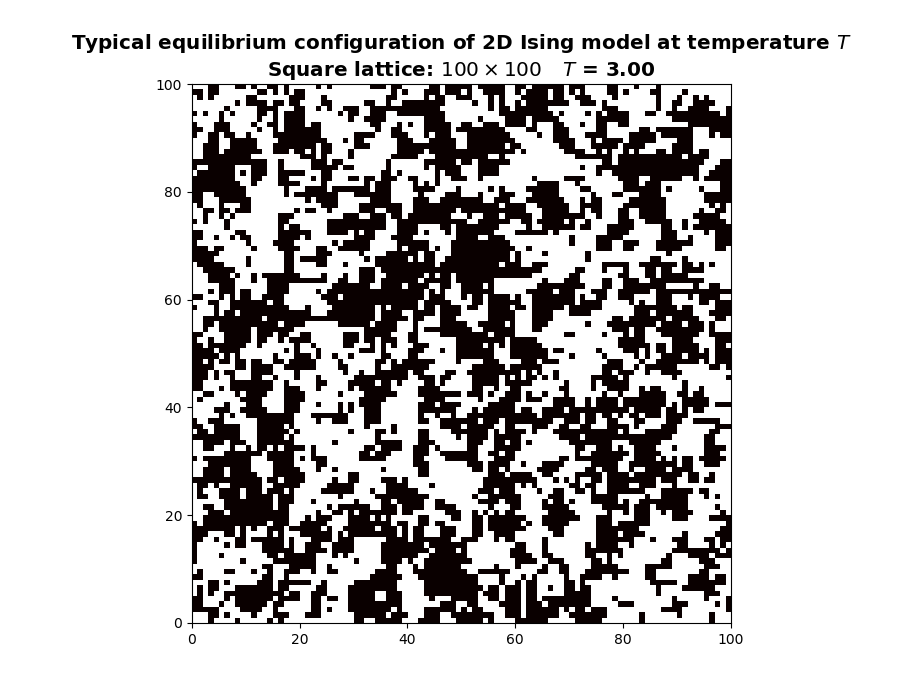 Typical equilibrium configuration of 2D Ising model at temperature T
Square lattice: 100 × 100 T = 3.00
100
80
60
40
20
0
0 20 40 60 80 100